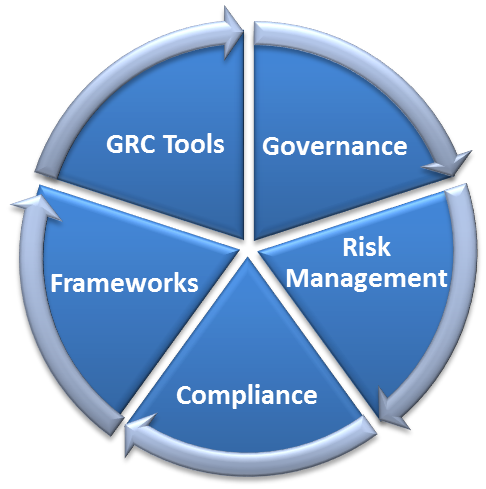 GRC Tools
Governance
Risk
Management
Frameworks
Compliance